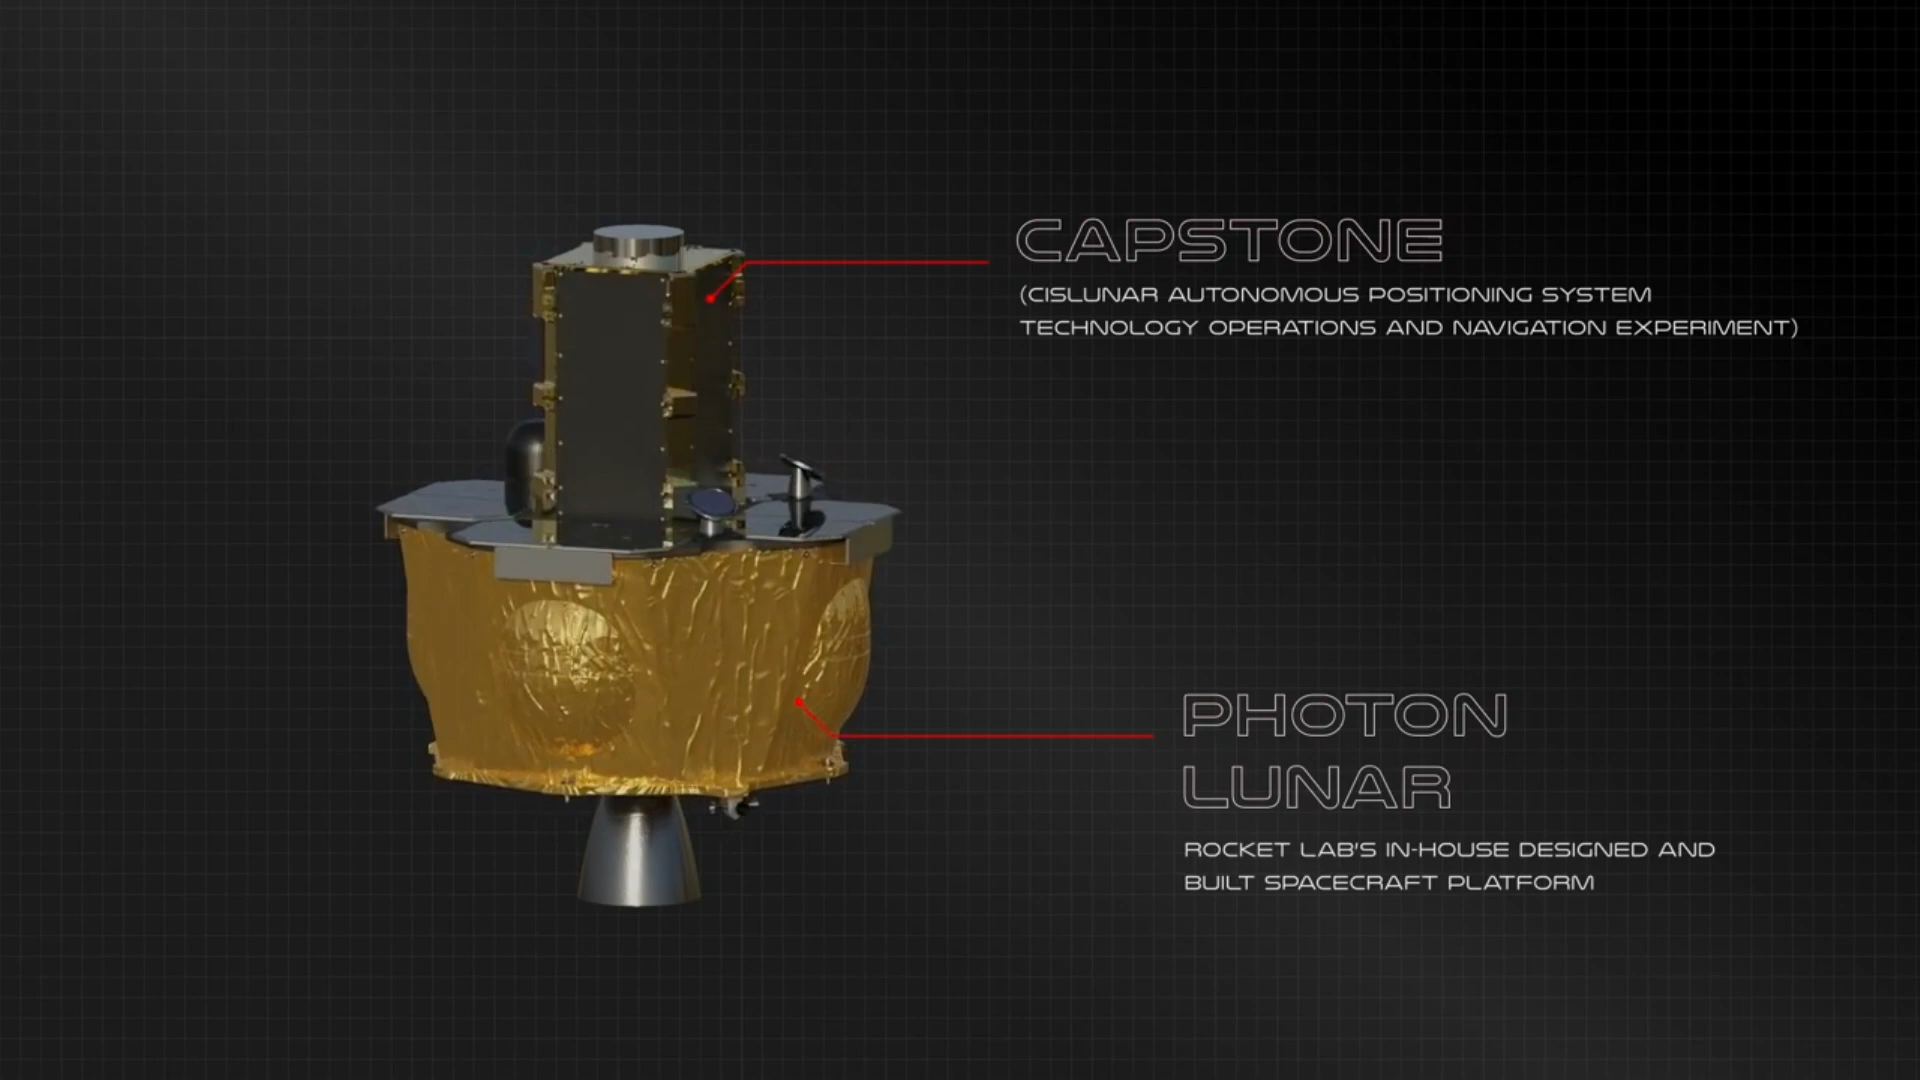 CAPSTONE
(CISLUNAR AUTONOMOUS POSITIONING SYSTEM
TECHNOLOGY OPERATIONS AND NAVIGATION EXPERIMENT)
PHOTON
LUNAR
ROCKET LAB'S IN-HOUSE DESIGNED AND
BUILT SPACECRAFT PLATFORM